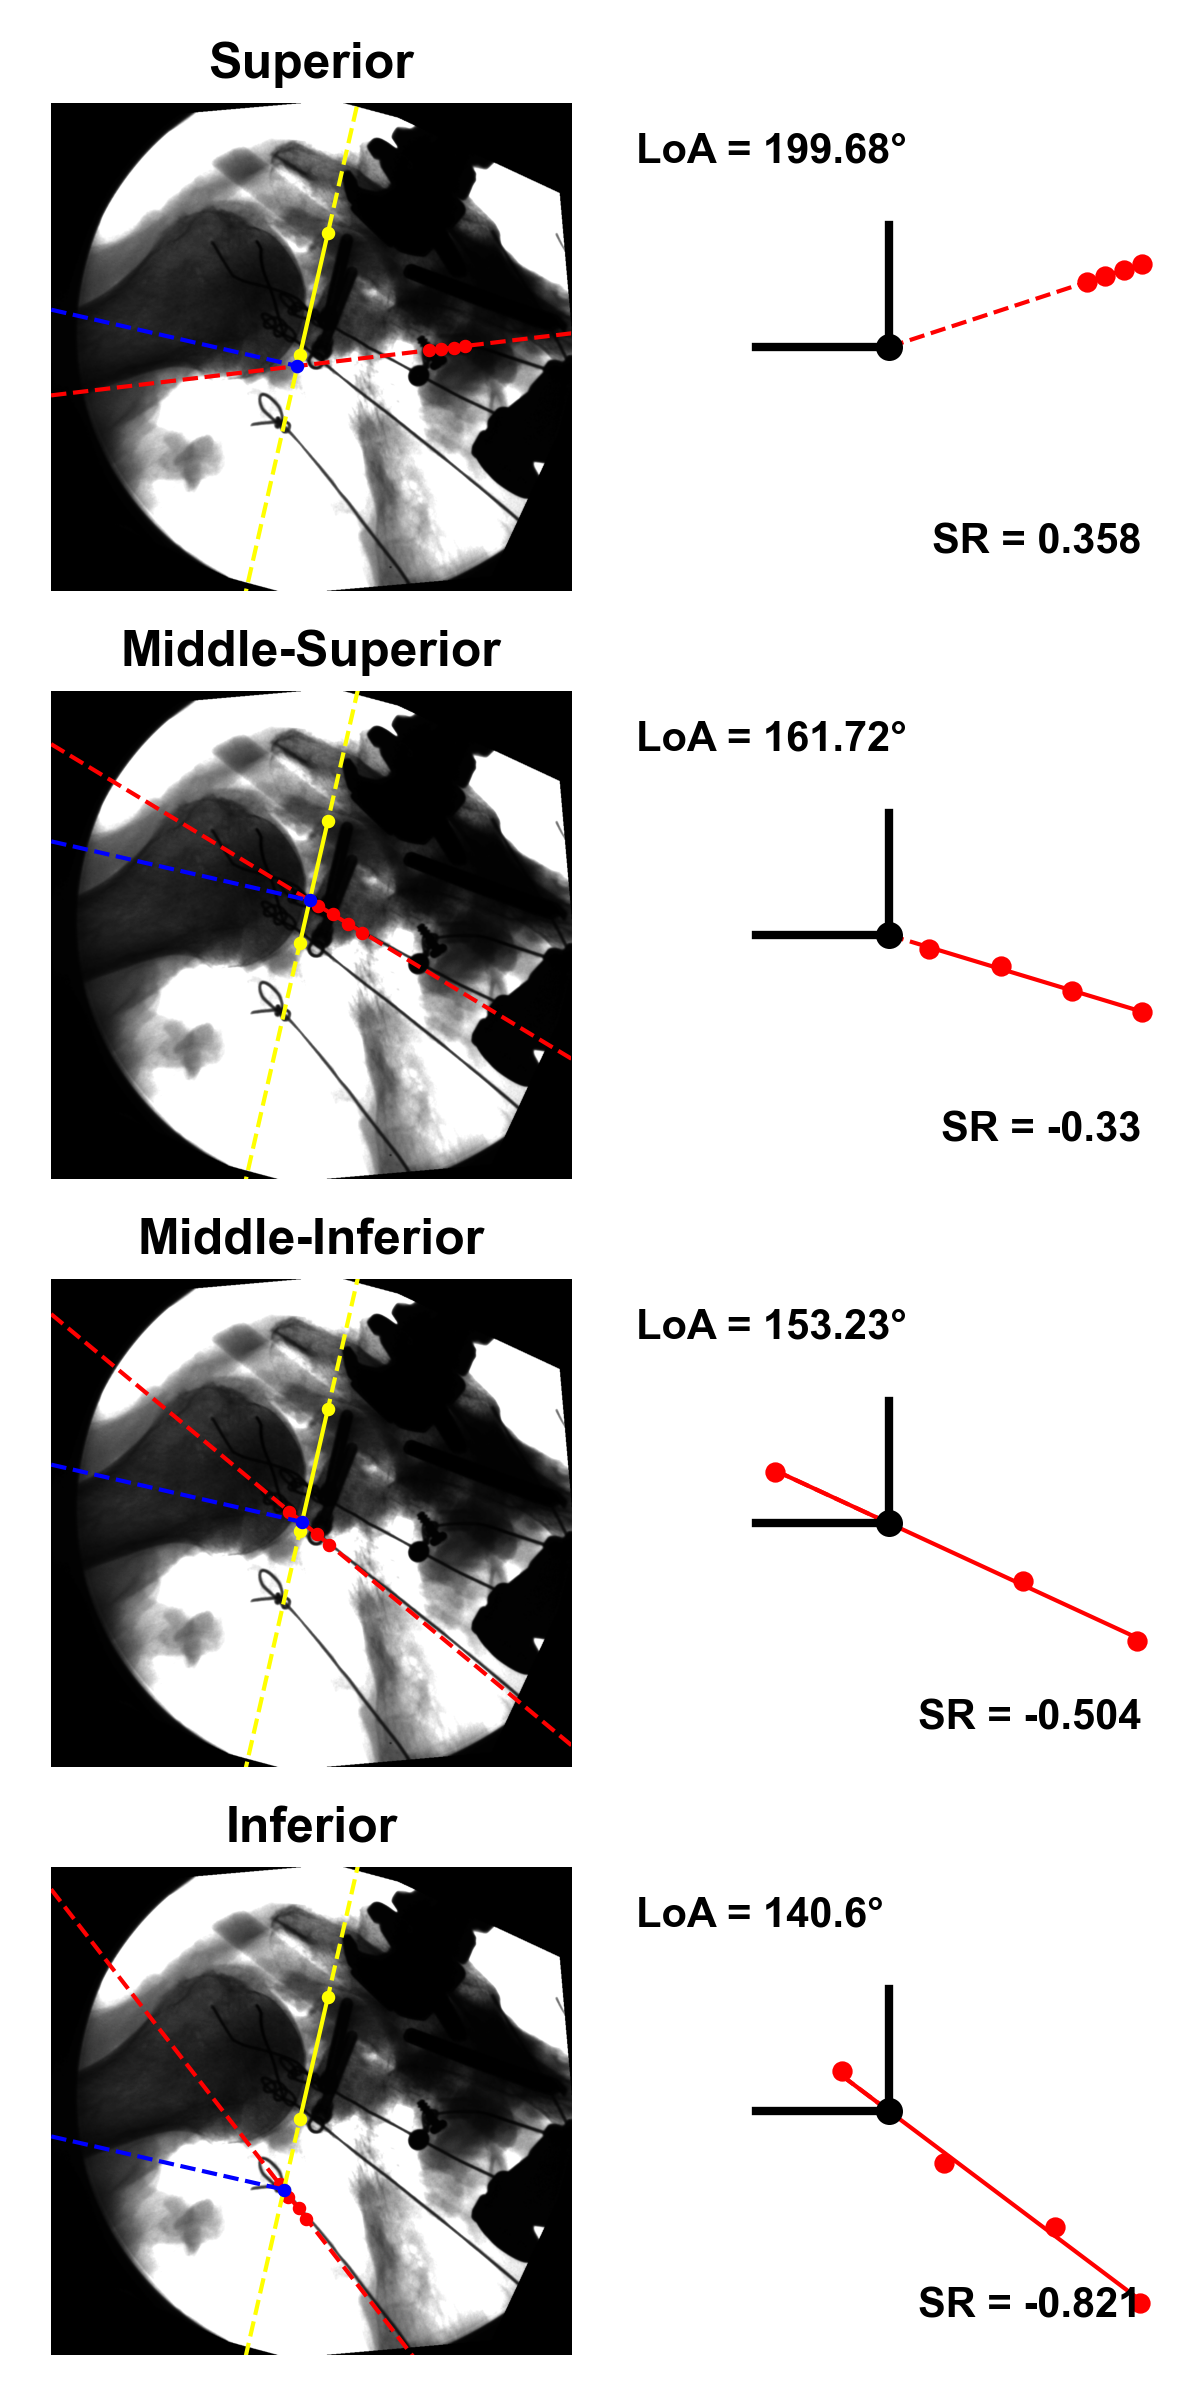 Superior
LoA = 199.68°
SR = 0.358
Middle-Superior
LoA = 161.72°
SR = -0.33
Middle-Inferior
LoA = 153.23°
SR = -0.504
Inferior
LoA = 140.6°
SR = -0.821